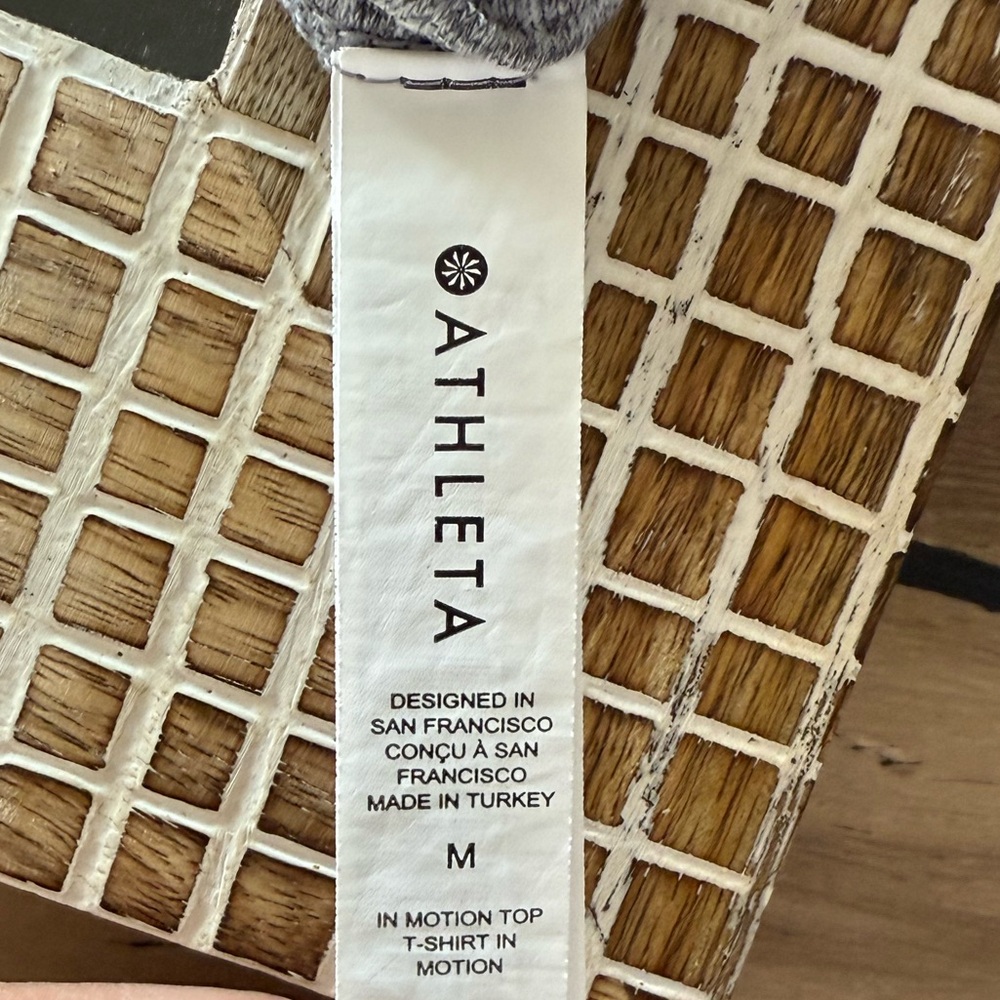 ATHLETA
DESIGNED IN
SAN FRANCISCO
CONÇU À SAN
FRANCISCO
MADE IN TURKEY
M
IN MOTION TOP
T-SHIRT IN
MOTION